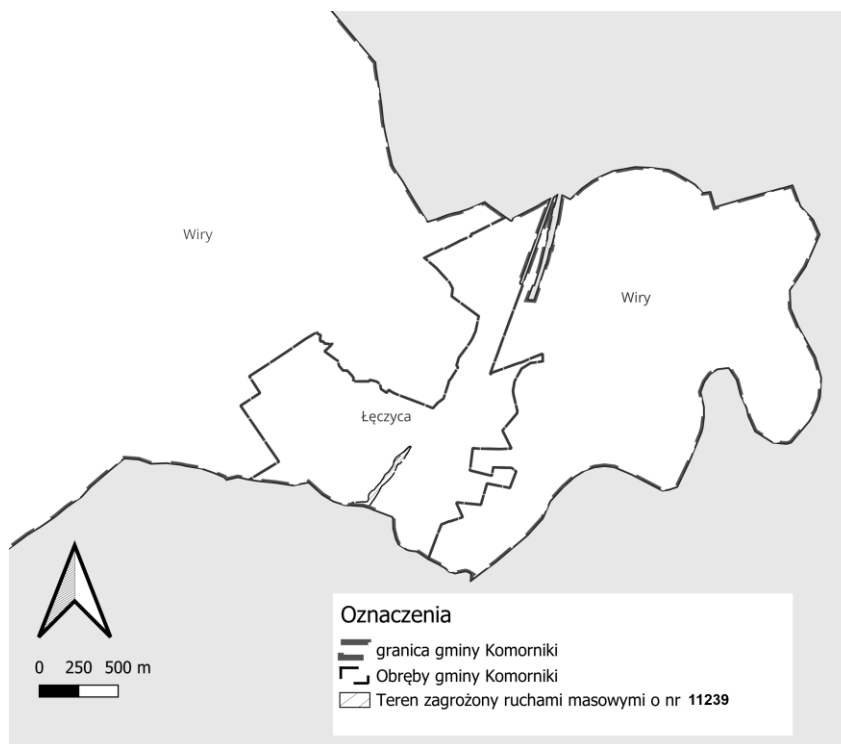 Wiry
Wiry
Łęczyca
0 250 500 m
Oznaczenia
granica gminy Komorniki
Obręby gminy Komorniki
Teren zagrożony ruchami masowymi o nr 11239